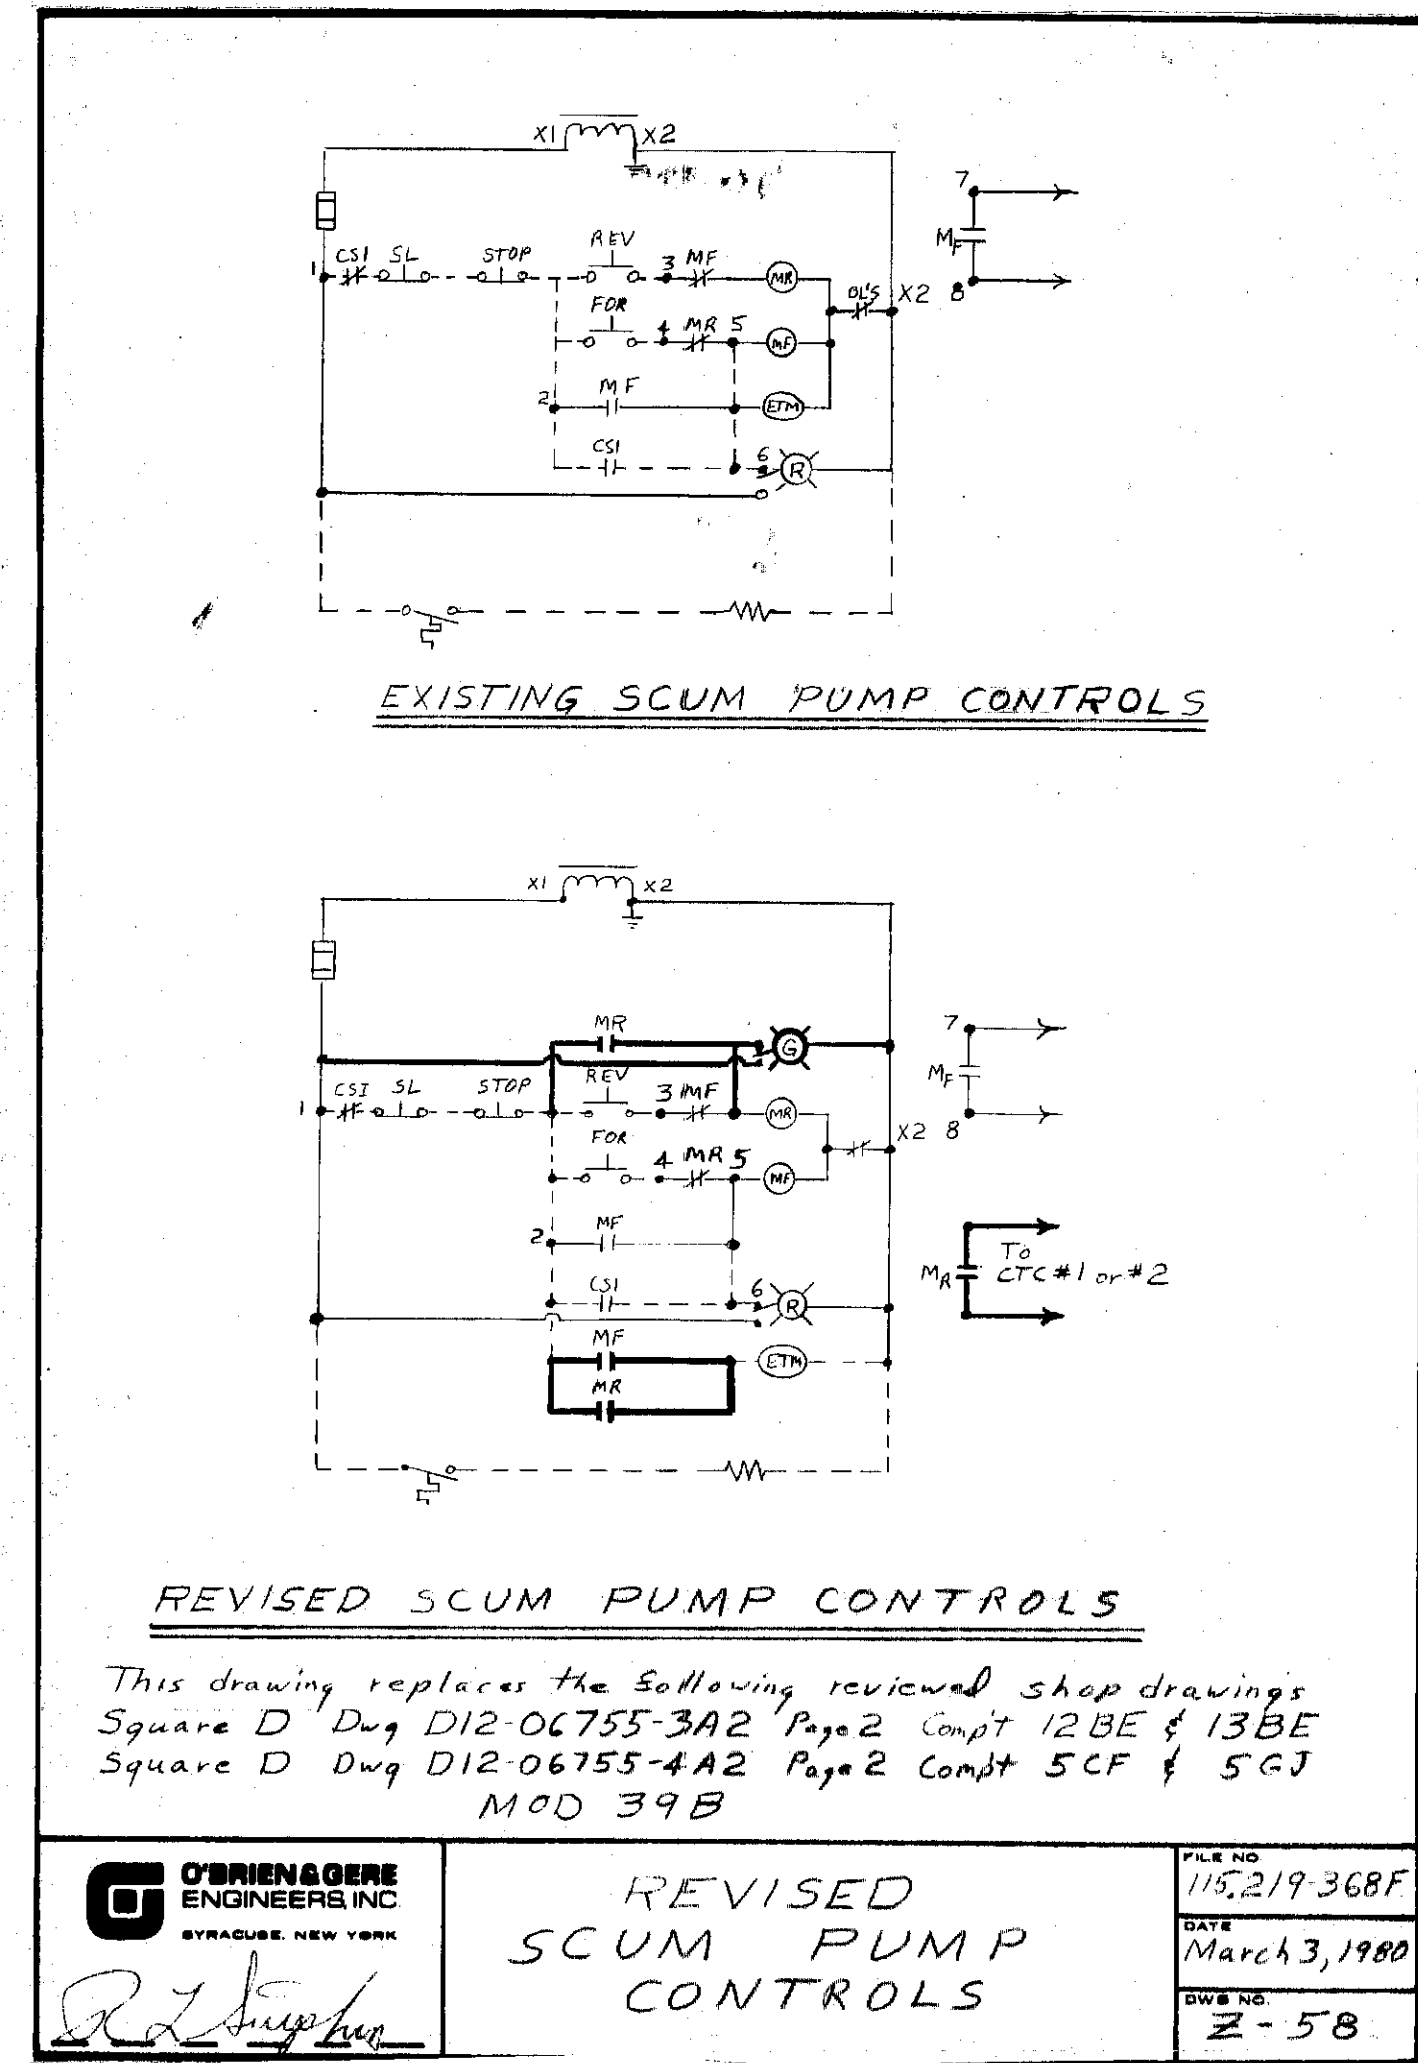 X1 X2
7
MF
REV
CSI SL STOP 3 MF MR
1
OL'S X2 8
FOR
4 MR 5 MF
MF
2 ETM
CSI
6 R
EXISTING SCUM PUMP CONTROLS
X1 X2
MR
7
G
MF
REV
CSI SL STOP 3 MF MR
1
X2 8
FOR
4 MR 5 MF
MF
2
MR To
CTC #1 or #2
CSI
6 R
MF
ETM
MR
REVISED SCUM PUMP CONTROLS
This drawing replaces the following reviewed shop drawings
Square D Dwg D12-06755-3A2 Page 2 Comp't 12BE & 13BE
Square D Dwg D12-06755-4A2 Page 2 Comp't 5CF & 5GJ
MOD 39B
O'BRIEN & GERE
ENGINEERS, INC.
SYRACUSE, NEW YORK
REVISED
SCUM PUMP
CONTROLS
FILE NO.
115.219-368F
DATE
March 3, 1980
DWG NO.
Z-58